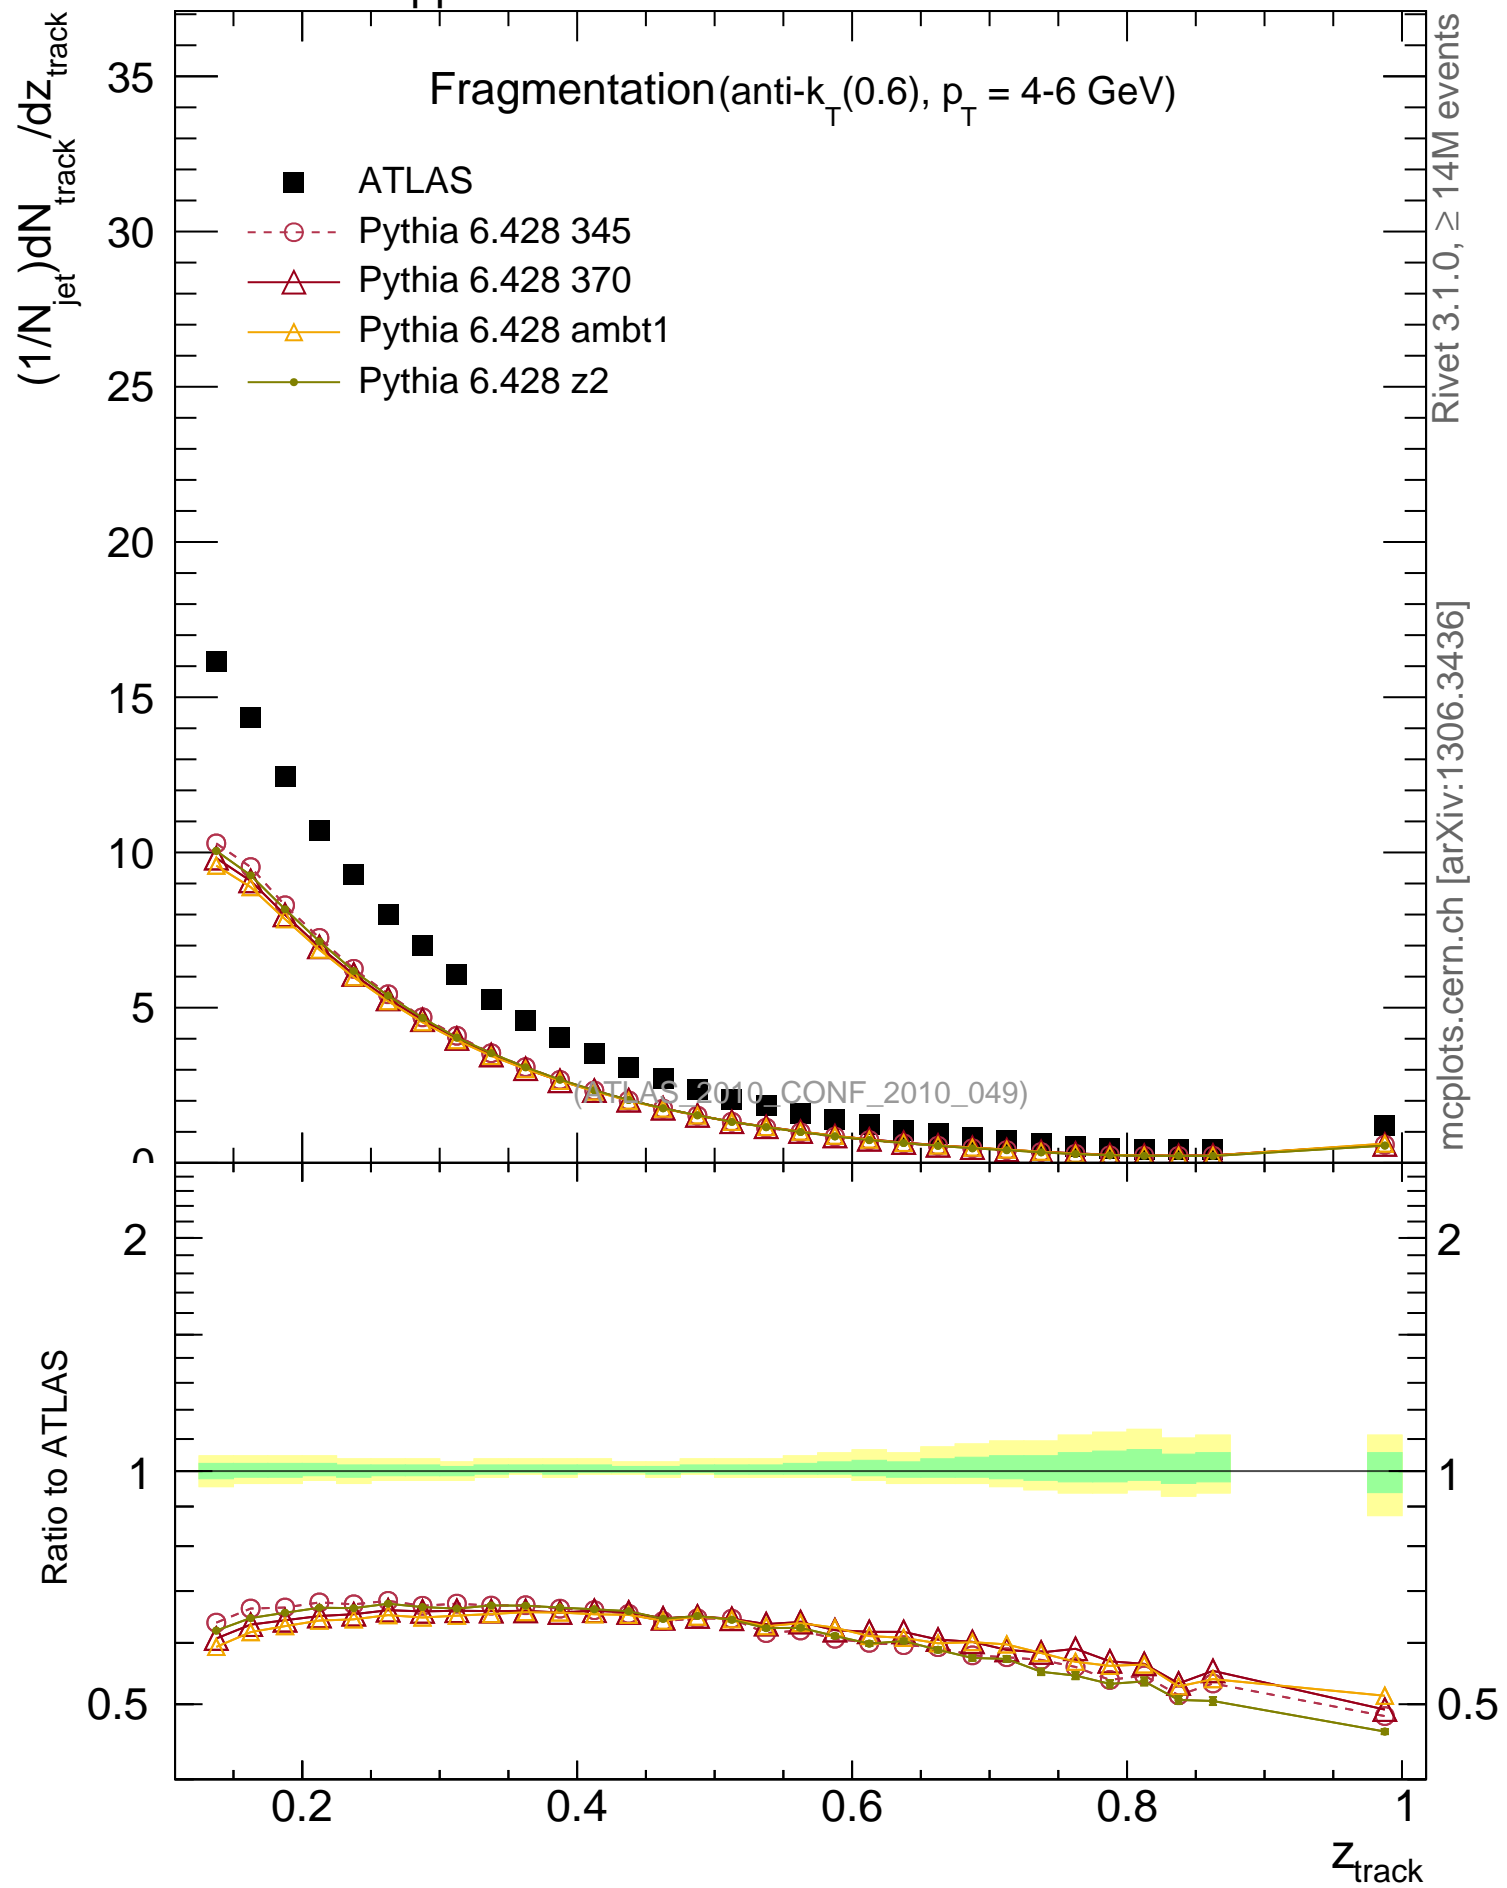 pp
Fragmentation (anti-k_T(0.6), p_T = 4-6 GeV)
(1/N_jet)dN_track/dz_track
ATLAS
Pythia 6.428 345
Pythia 6.428 370
Pythia 6.428 ambt1
Pythia 6.428 z2
35
30
25
20
15
10
5
0
(ATLAS_2010_CONF_2010_049)
Rivet 3.1.0, ≥ 14M events
mcplots.cern.ch [arXiv:1306.3436]
Ratio to ATLAS
2
1
0.5
2
1
0.5
0.2
0.4
0.6
0.8
1
z_track